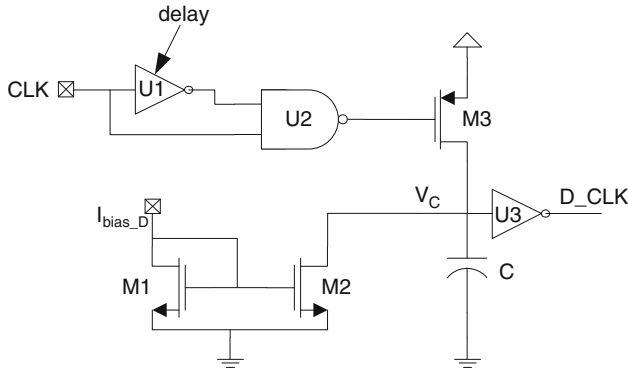 delay
CLK
U1
U2
M3
V_C
U3
D_CLK
I_bias_D
M1
M2
C